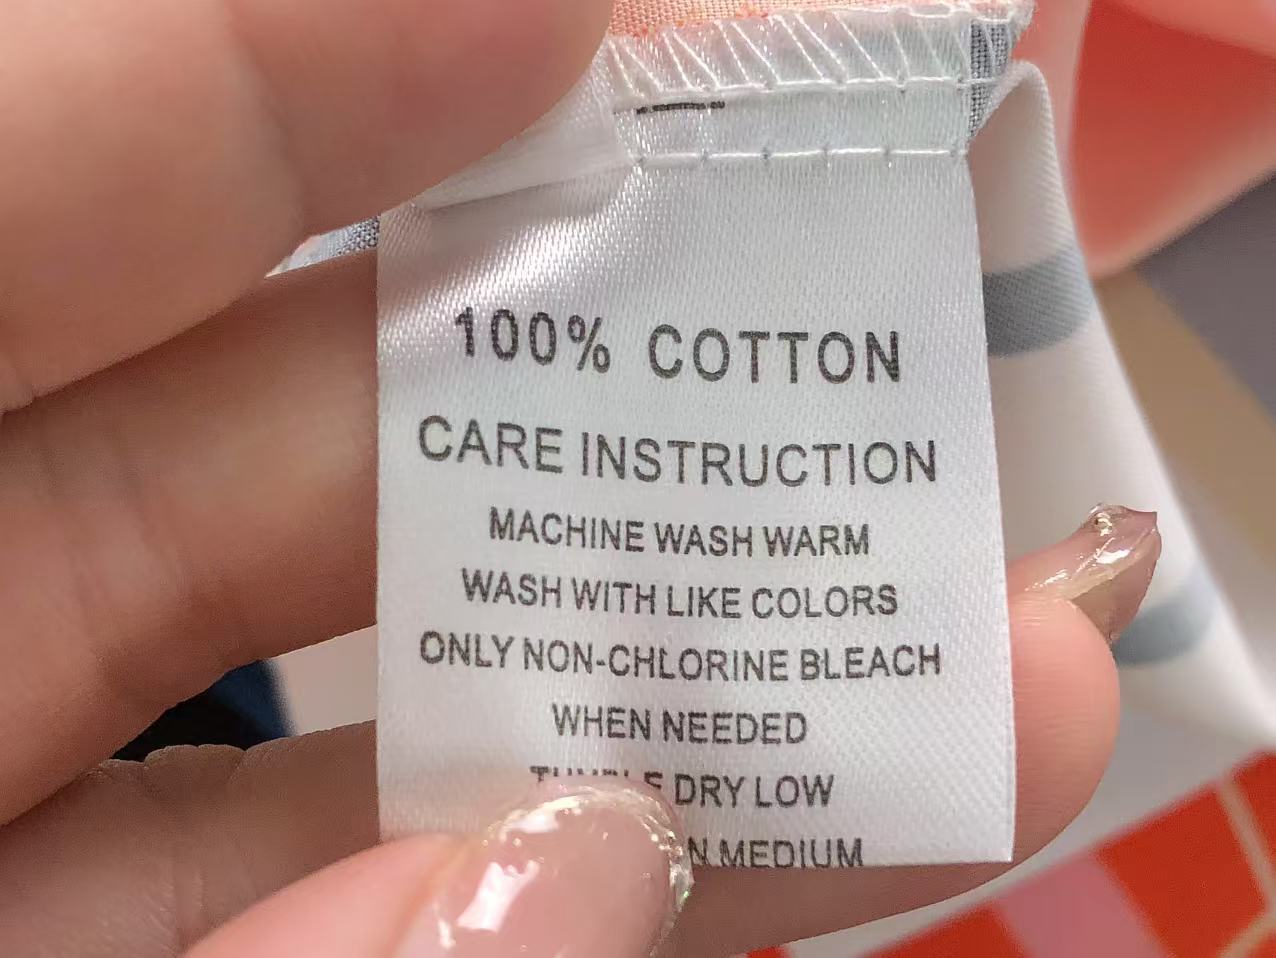 100% COTTON
CARE INSTRUCTION
MACHINE WASH WARM
WASH WITH LIKE COLORS
ONLY NON-CHLORINE BLEACH
WHEN NEEDED
TUMBLE DRY LOW
MEDIUM